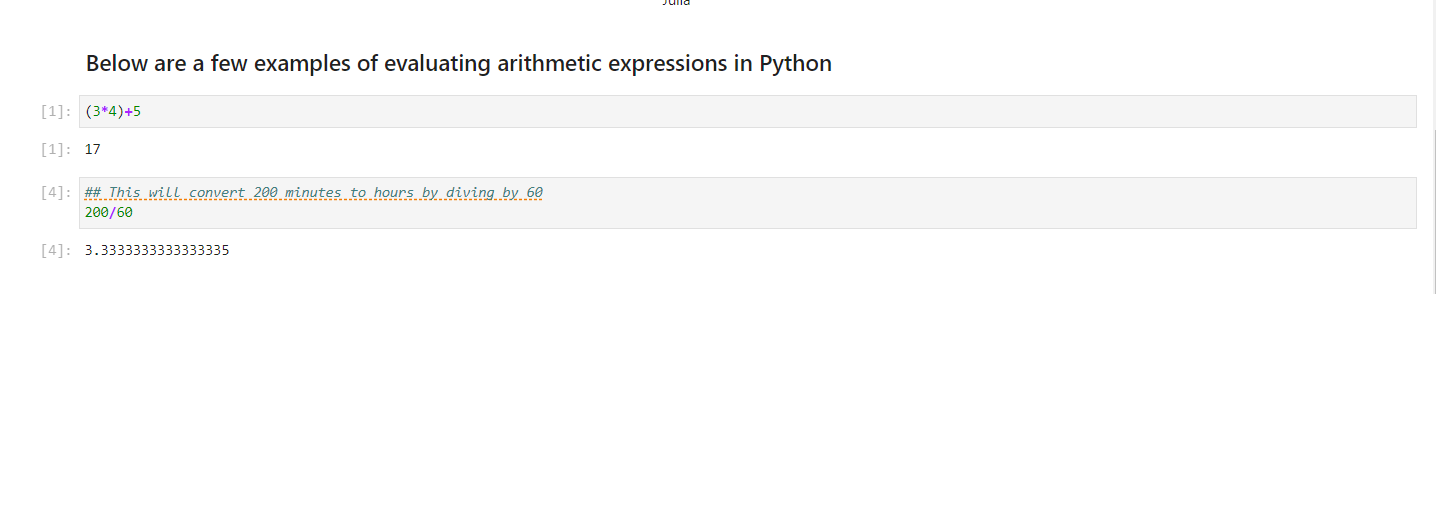 Julia
Below are a few examples of evaluating arithmetic expressions in Python
[1]: (3*4)+5
[1]: 17
[4]: ## This will convert 200 minutes to hours by diving by 60
200/60
[4]: 3.3333333333333335